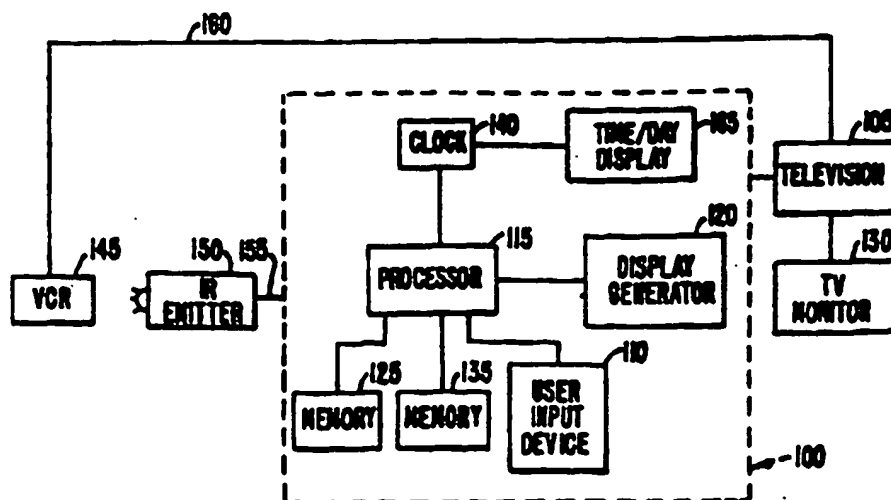 160
CLOCK
140
TIME/DAY
DISPLAY
165
105
TELEVISION
145
VCR
150
155
IR
EMITTER
115
PROCESSOR
120
DISPLAY
GENERATOR
130
TV
MONITOR
125
MEMORY
135
MEMORY
110
USER
INPUT
DEVICE
100